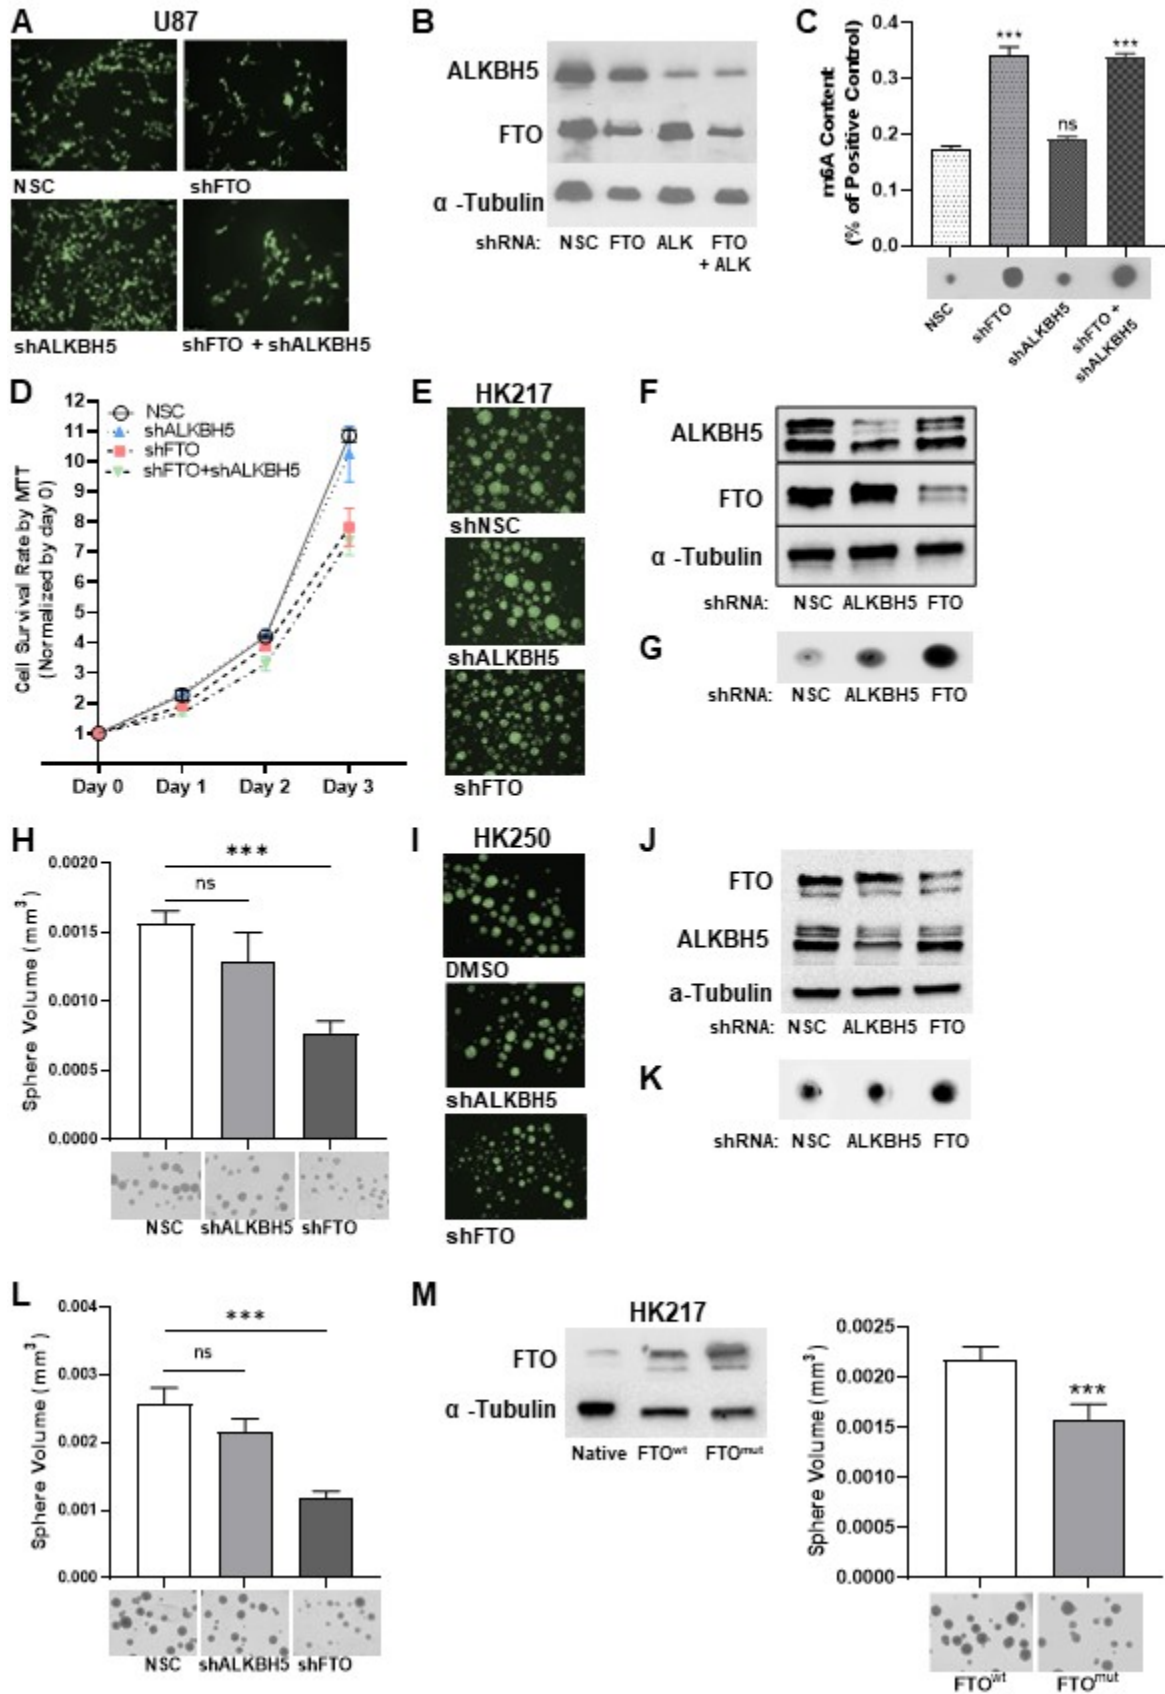 A
U87
NSC
shFTO
shALKBH5
shFTO + shALKBH5
B
ALKBH5
FTO
α -Tubulin
shRNA: NSC FTO ALK FTO
+ ALK
C
m6A Content
(% of Positive Control)
0.4
0.3
0.2
0.1
0.0
***
ns
***
NSC
shFTO
shALKBH5
shFTO +
shALKBH5
D
Cell Survival Rate by MTT
(Normalized by day 0)
12
11
10
9
8
7
6
5
4
3
2
1
NSC
shALKBH5
shFTO
shFTO+shALKBH5
Day 0 Day 1 Day 2 Day 3
E
HK217
shNSC
shALKBH5
shFTO
F
ALKBH5
FTO
α -Tubulin
shRNA: NSC ALKBH5 FTO
G
shRNA: NSC ALKBH5 FTO
H
Sphere Volume (mm3)
0.0020
0.0015
0.0010
0.0005
0.0000
***
ns
NSC shALKBH5 shFTO
I
HK250
DMSO
shALKBH5
shFTO
J
FTO
ALKBH5
a-Tubulin
shRNA: NSC ALKBH5 FTO
K
shRNA: NSC ALKBH5 FTO
L
Sphere Volume (mm3)
0.004
0.003
0.002
0.001
0.000
***
ns
NSC shALKBH5 shFTO
M
HK217
FTO
α -Tubulin
Native FTOwt FTOmut
Sphere Volume (mm3)
0.0025
0.0020
0.0015
0.0010
0.0005
0.0000
***
FTOwt FTOmut